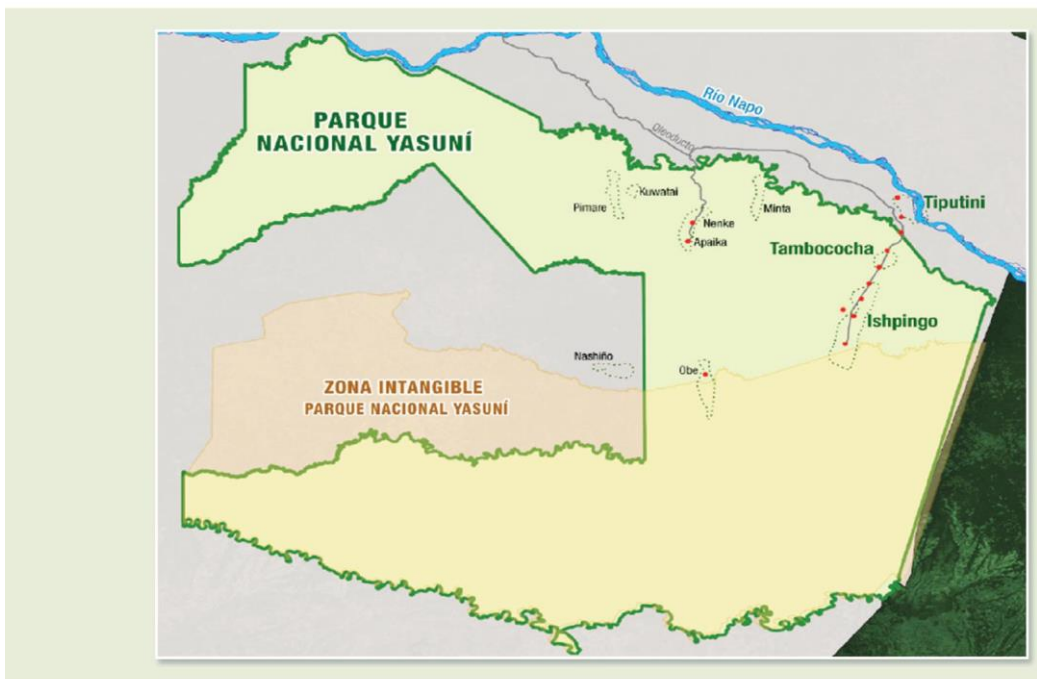 Río Napo
PARQUE
NACIONAL YASUNÍ
Oleoducto
Kuwatai
Pimare
Minta
Tiputini
Nenke
Apaika
Tambococha
Ishpingo
Nashiño
Obe
ZONA INTANGIBLE
PARQUE NACIONAL YASUNÍ